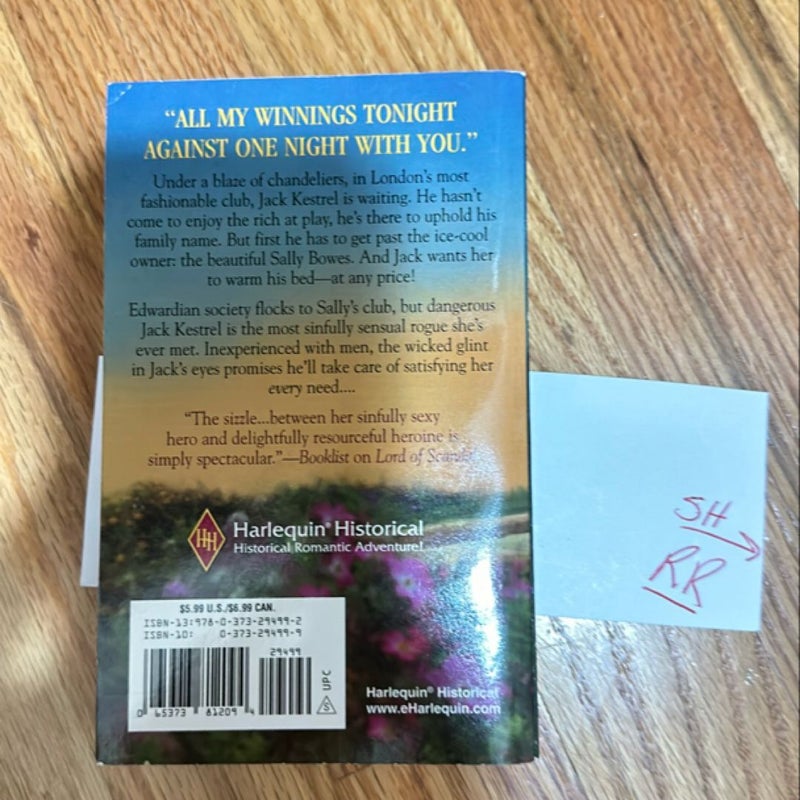 “ALL MY WINNINGS TONIGHT
AGAINST ONE NIGHT WITH YOU.”
Under a blaze of chandeliers, in London’s most
fashionable club, Jack Kestrel is waiting. He hasn’t
come to enjoy the rich at play, he’s there to uphold his
family name. But first he has to get past the ice-cool
owner: the beautiful Sally Bowes. And Jack wants her
to warm his bed—at any price!
Edwardian society flocks to Sally’s club, but dangerous
Jack Kestrel is the most sinfully sensual rogue she’s
ever met. Inexperienced with men, the wicked glint
in Jack’s eyes promises he’ll take care of satisfying her
every need....
“The sizzle...between her sinfully sexy
hero and delightfully resourceful heroine is
simply spectacular.”—Booklist on Lord of
HH
Harlequin® Historical
Historical Romantic Adventure!
$5.99 U.S./$6.99 CAN.
ISBN-13:978-0-373-29499-2
ISBN-10: 0-373-29499-9
29499
0 65373 81209 4
S UPC
Harlequin® Historical
www.eHarlequin.com
SH
RR